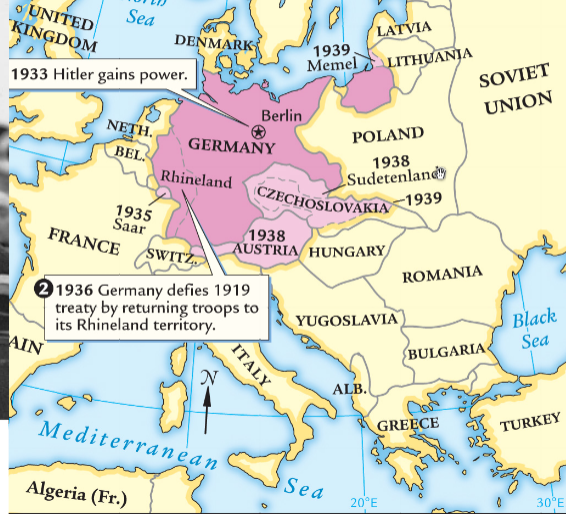 North
Sea
UNITED
KINGDOM
DENMARK
LATVIA
1939
Memel
LITHUANIA
SOVIET
UNION
1933 Hitler gains power.
Berlin
NETH.
GERMANY
POLAND
BEL.
Rhineland
1938
Sudetenland
CZECHOSLOVAKIA
1939
1935
Saar
1938
AUSTRIA
FRANCE
SWITZ.
HUNGARY
ROMANIA
2 1936 Germany defies 1919
treaty by returning troops to
its Rhineland territory.
YUGOSLAVIA
Black
Sea
AIN
ITALY
BULGARIA
N
ALB.
GREECE
TURKEY
Mediterranean
Sea
Algeria (Fr.)
20°E
30°E